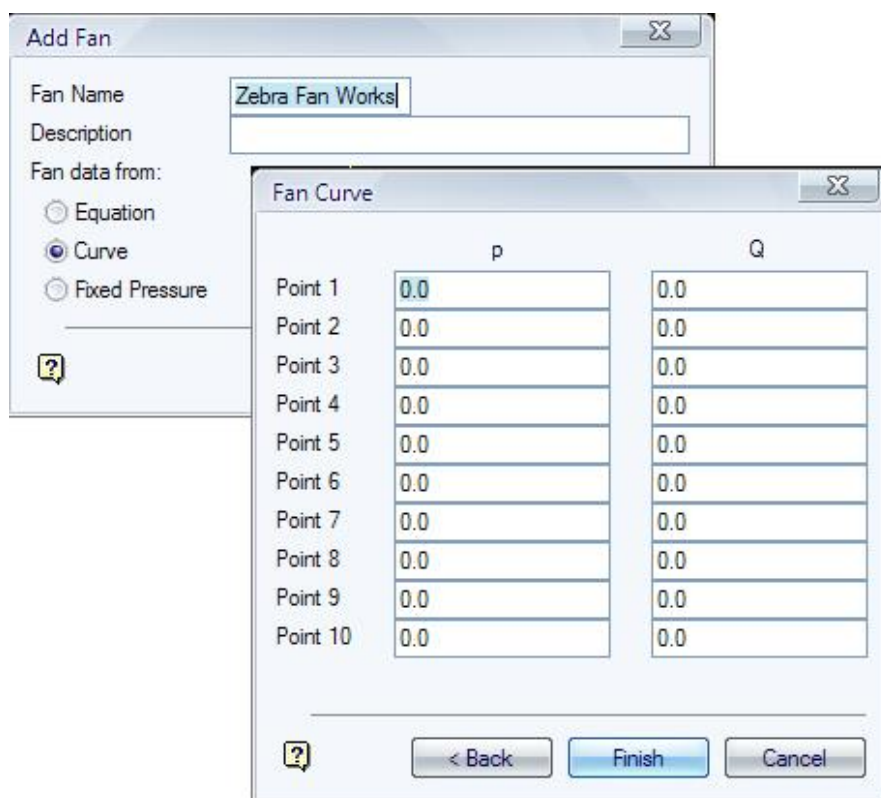 Add Fan
Fan Name Zebra Fan Works
Description
Fan data from:
Equation
Curve
Fixed Pressure
?
Fan Curve
p Q
Point 1 0.0 0.0
Point 2 0.0 0.0
Point 3 0.0 0.0
Point 4 0.0 0.0
Point 5 0.0 0.0
Point 6 0.0 0.0
Point 7 0.0 0.0
Point 8 0.0 0.0
Point 9 0.0 0.0
Point 10 0.0 0.0
? < Back Finish Cancel